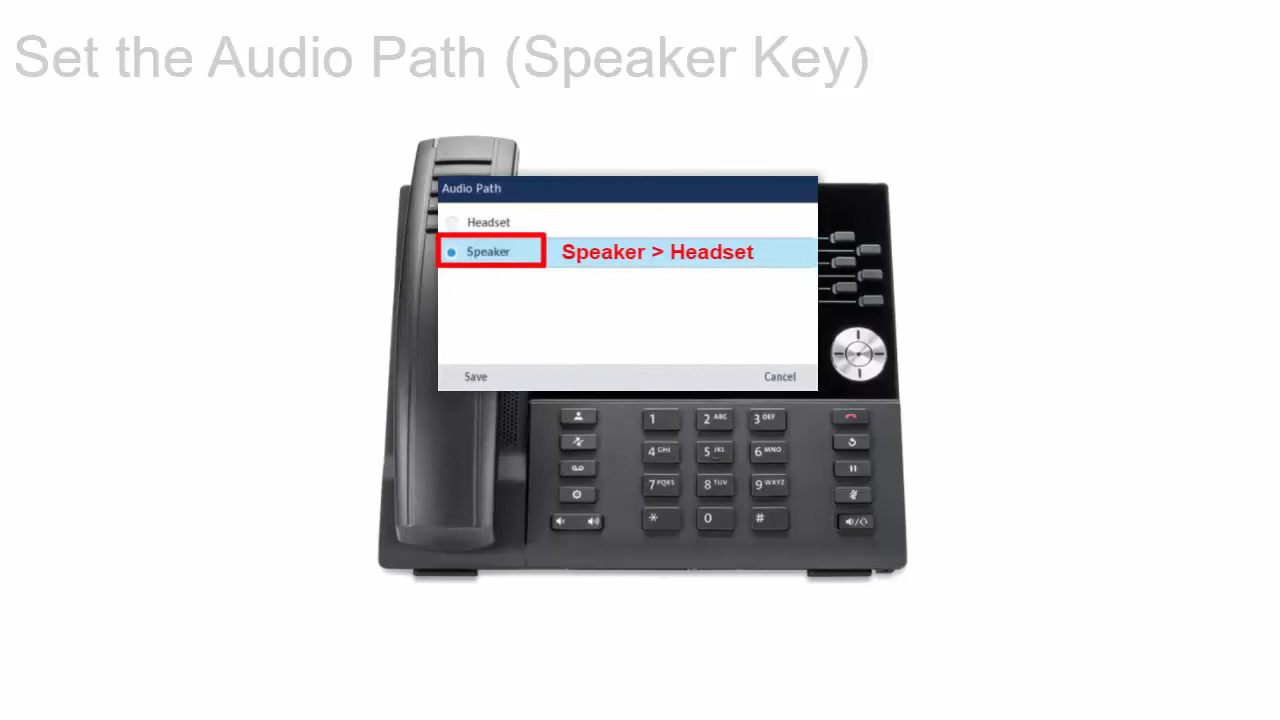 Set the Audio Path (Speaker Key)
Audio Path
Headset
Speaker
Speaker > Headset
Save Cancel
1 2 ABC 3 DEF
4 GHI 5 JKL 6 MNO
7 PQRS 8 TUV 9 WXYZ
* 0 #